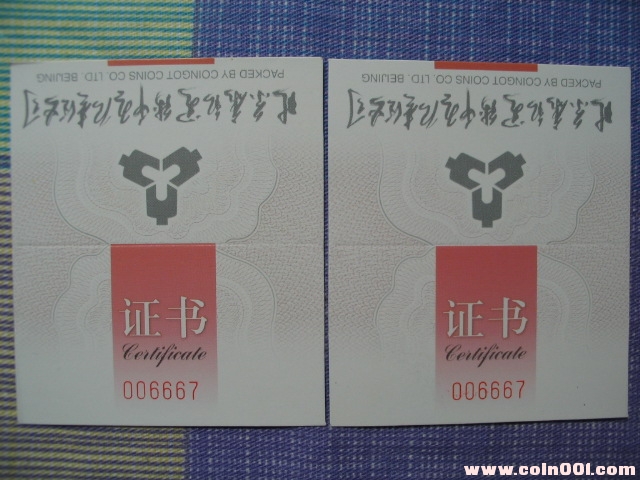 PACKED BY COINGOT COINS CO. LTD. BEIJING
证书
Certificate
006667
PACKED BY COINGOT COINS CO. LTD. BEIJING
证书
Certificate
006667
www.coin001.com